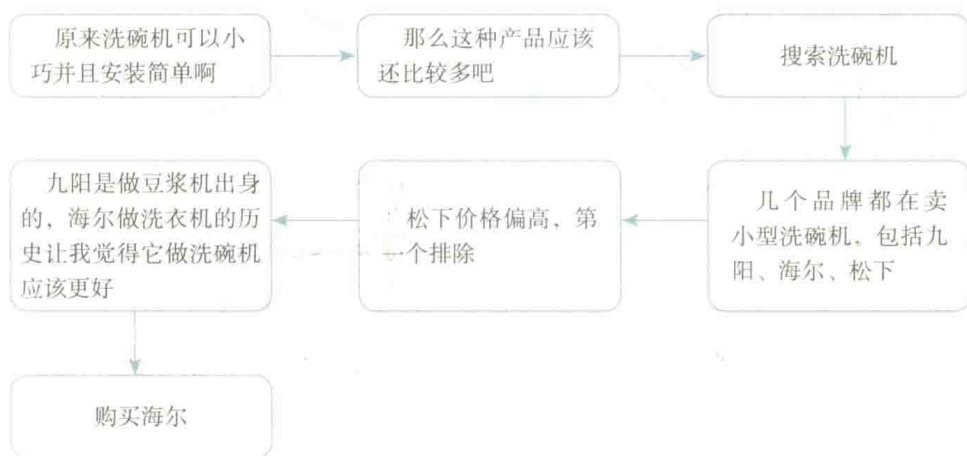 原来洗碗机可以小
巧并且安装简单啊
那么这种产品应该
还比较多吧
搜索洗碗机
几个品牌都在卖
小型洗碗机，包括九
阳、海尔、松下
松下价格偏高，第
一个排除
九阳是做豆浆机出身
的，海尔做洗衣机的历
史让我觉得它做洗碗机
应该更好
购买海尔